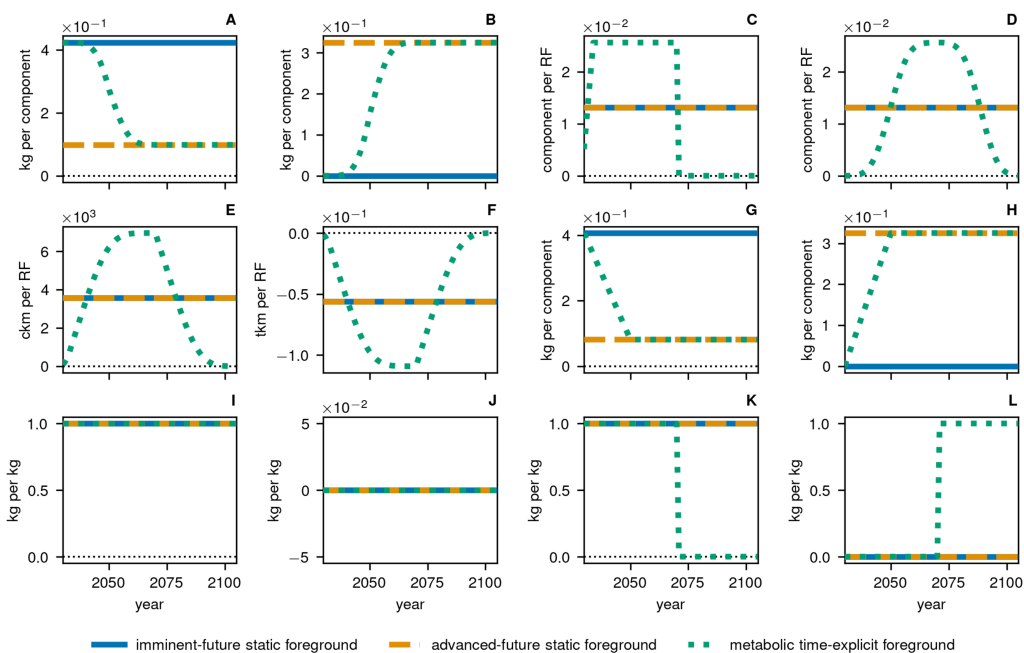 A
×10⁻¹
kg per component
4
2
0
B
×10⁻¹
kg per component
3
2
1
0
C
×10⁻²
component per RF
2
1
0
D
×10⁻²
component per RF
2
1
0
E
×10³
ckm per RF
6
4
2
0
F
×10⁻¹
tkm per RF
0.0
−0.5
−1.0
G
×10⁻¹
kg per component
4
2
0
H
×10⁻¹
kg per component
3
2
1
0
I
kg per kg
1.0
0.5
0.0
2050 2075 2100
year
J
×10⁻²
kg per kg
5
0
−5
2050 2075 2100
year
K
kg per kg
1.0
0.5
0.0
2050 2075 2100
year
L
kg per kg
1.0
0.5
0.0
2050 2075 2100
year
imminent-future static foreground advanced-future static foreground metabolic time-explicit foreground